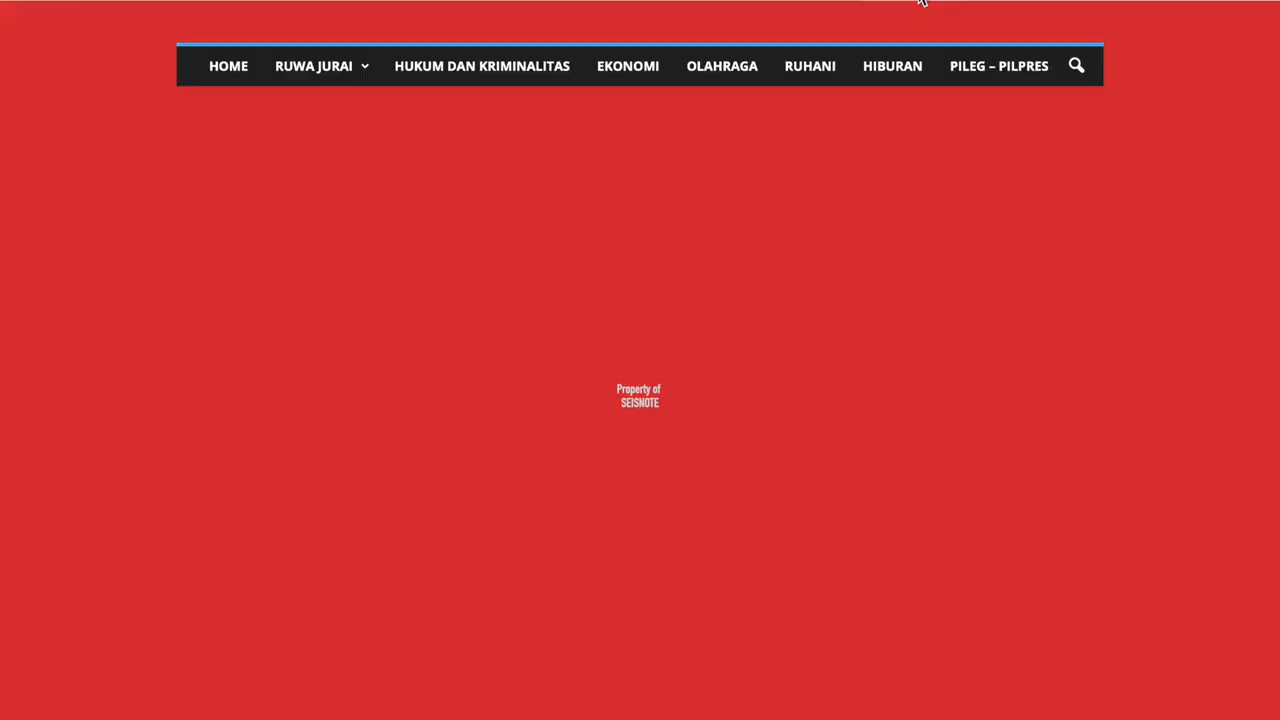 HOME RUWA JURAI HUKUM DAN KRIMINALITAS EKONOMI OLAHRAGA RUHANI HIBURAN PILEG – PILPRES
Property of
SEISNOTE